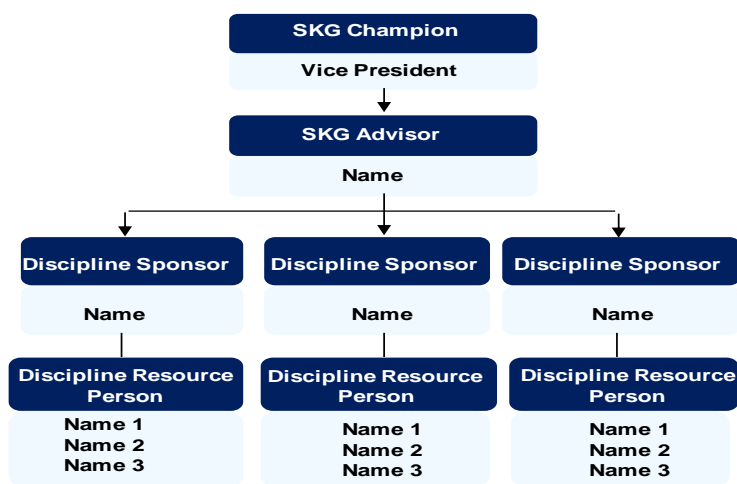 SKG Champion
Vice President
SKG Advisor
Name
Discipline Sponsor
Discipline Sponsor
Discipline Sponsor
Name
Name
Name
Discipline Resource
Person
Discipline Resource
Person
Discipline Resource
Person
Name 1
Name 2
Name 3
Name 1
Name 2
Name 3
Name 1
Name 2
Name 3